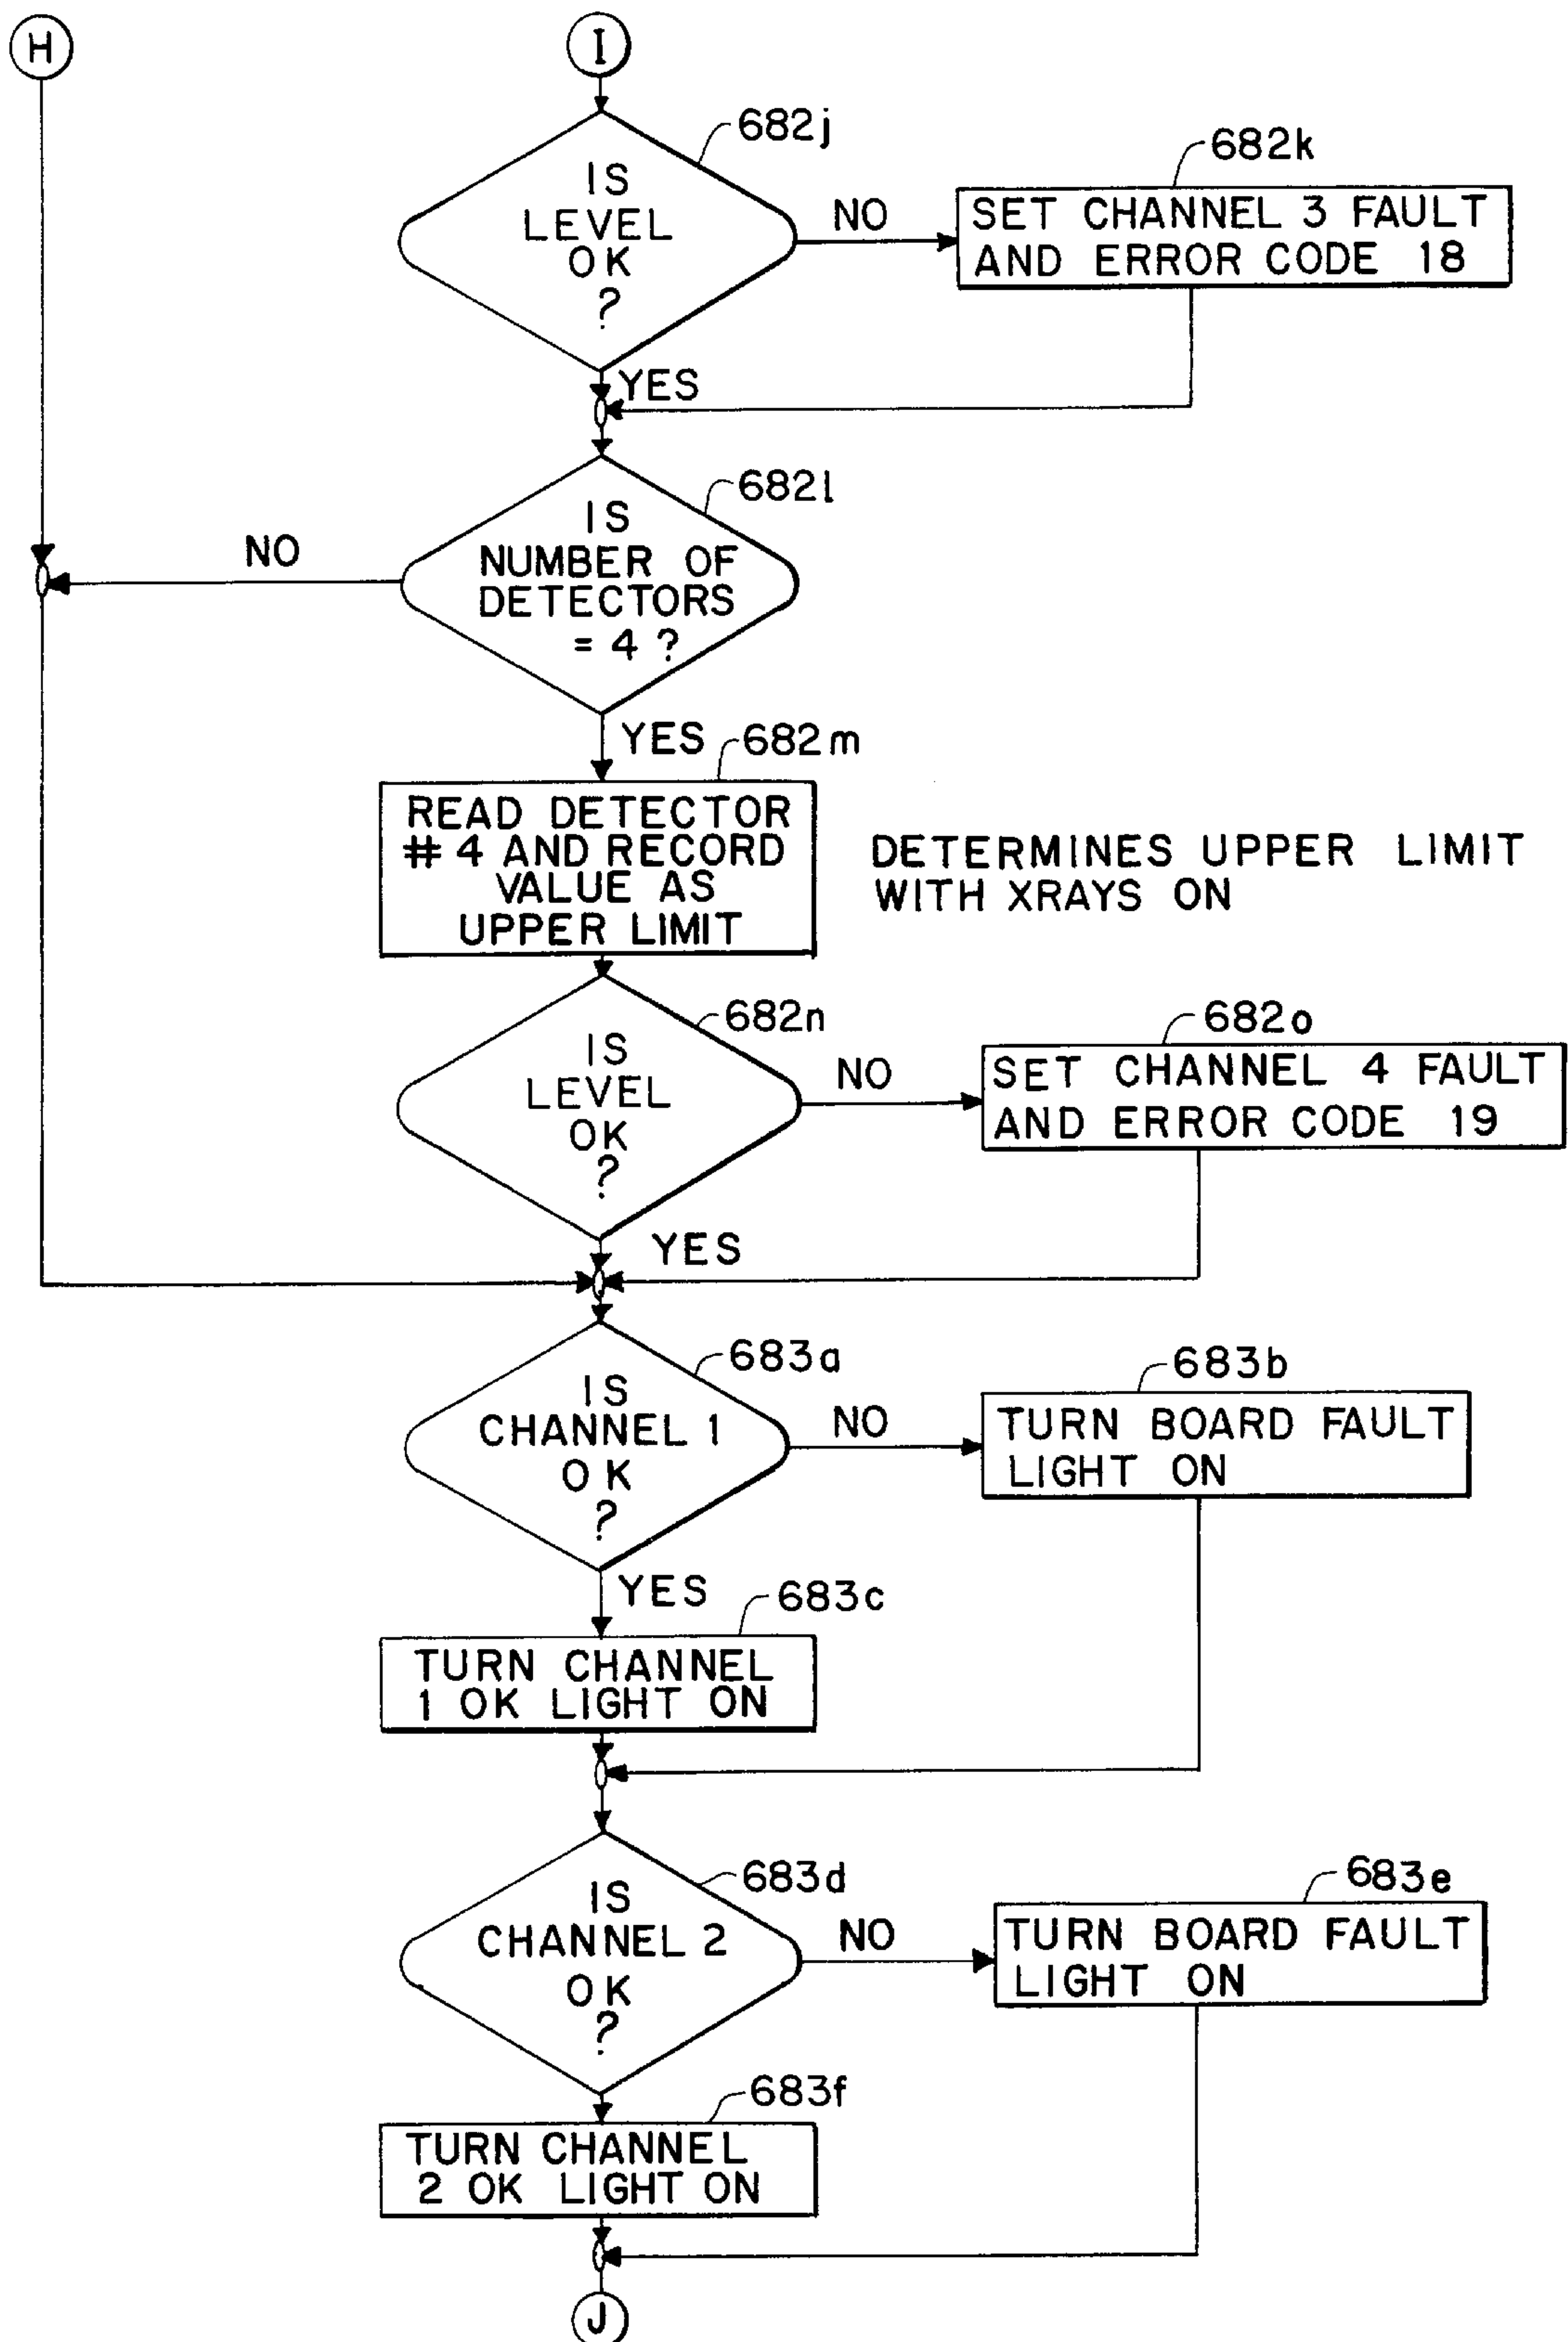 H
I
682j
IS
LEVEL
OK
?
NO
682k
SET CHANNEL 3 FAULT
AND ERROR CODE 18
YES
682l
IS
NUMBER OF
DETECTORS
= 4 ?
NO
YES
682m
READ DETECTOR
# 4 AND RECORD
VALUE AS
UPPER LIMIT
DETERMINES UPPER LIMIT
WITH XRAYS ON
682n
IS
LEVEL
OK
?
NO
682o
SET CHANNEL 4 FAULT
AND ERROR CODE 19
YES
683a
IS
CHANNEL 1
OK
?
NO
683b
TURN BOARD FAULT
LIGHT ON
YES
683c
TURN CHANNEL
1 OK LIGHT ON
683d
IS
CHANNEL 2
OK
?
NO
683e
TURN BOARD FAULT
LIGHT ON
683f
TURN CHANNEL
2 OK LIGHT ON
J